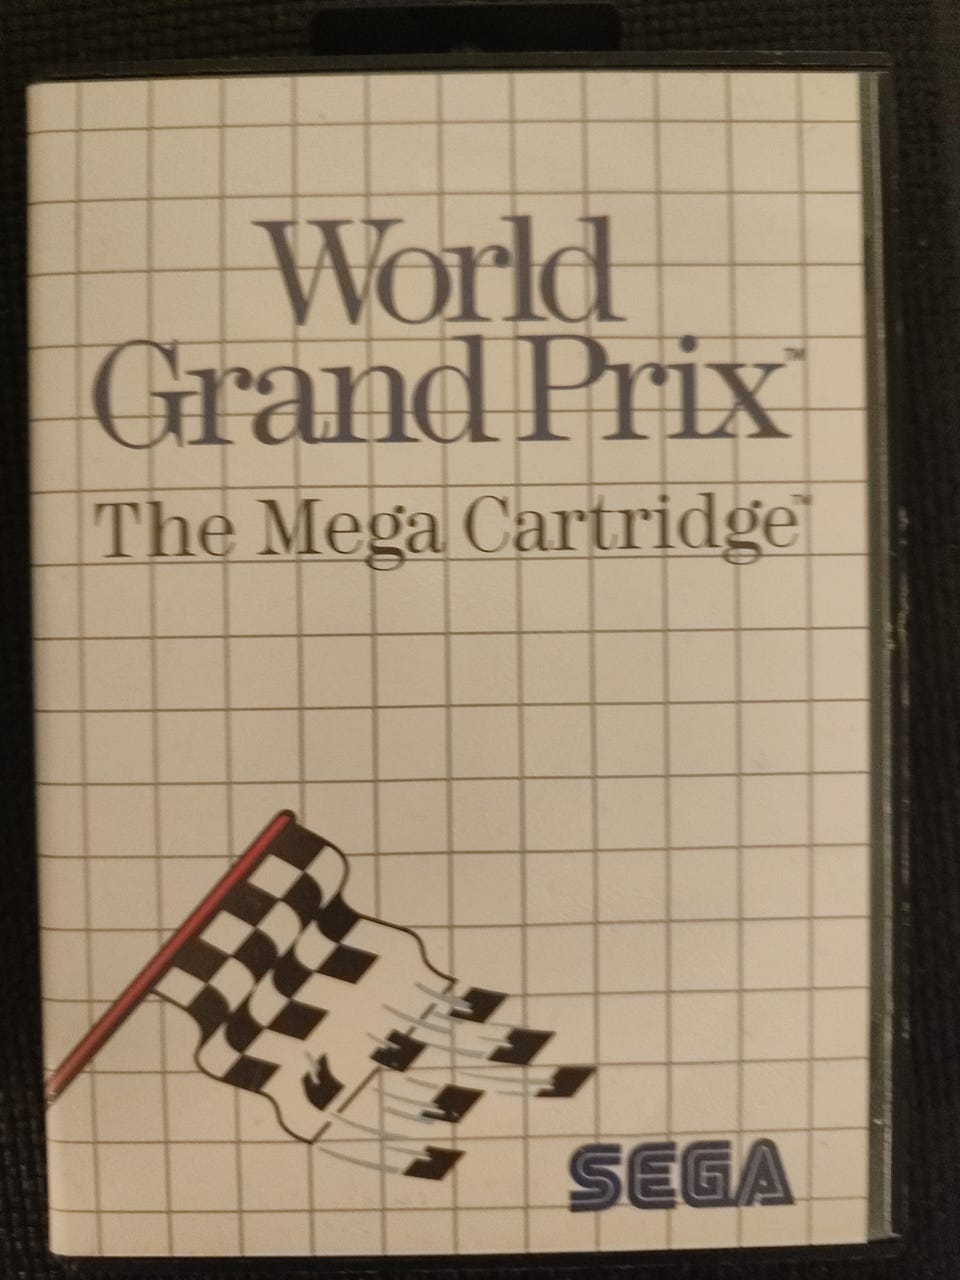 World
Grand Prix™
The Mega Cartridge™
SEGA